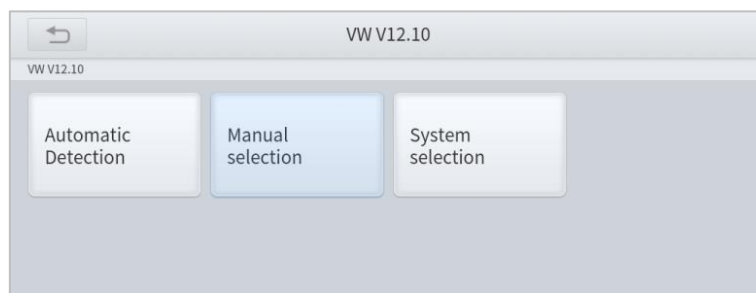 VW V12.10
VW V12.10
Automatic
Detection
Manual
selection
System
selection